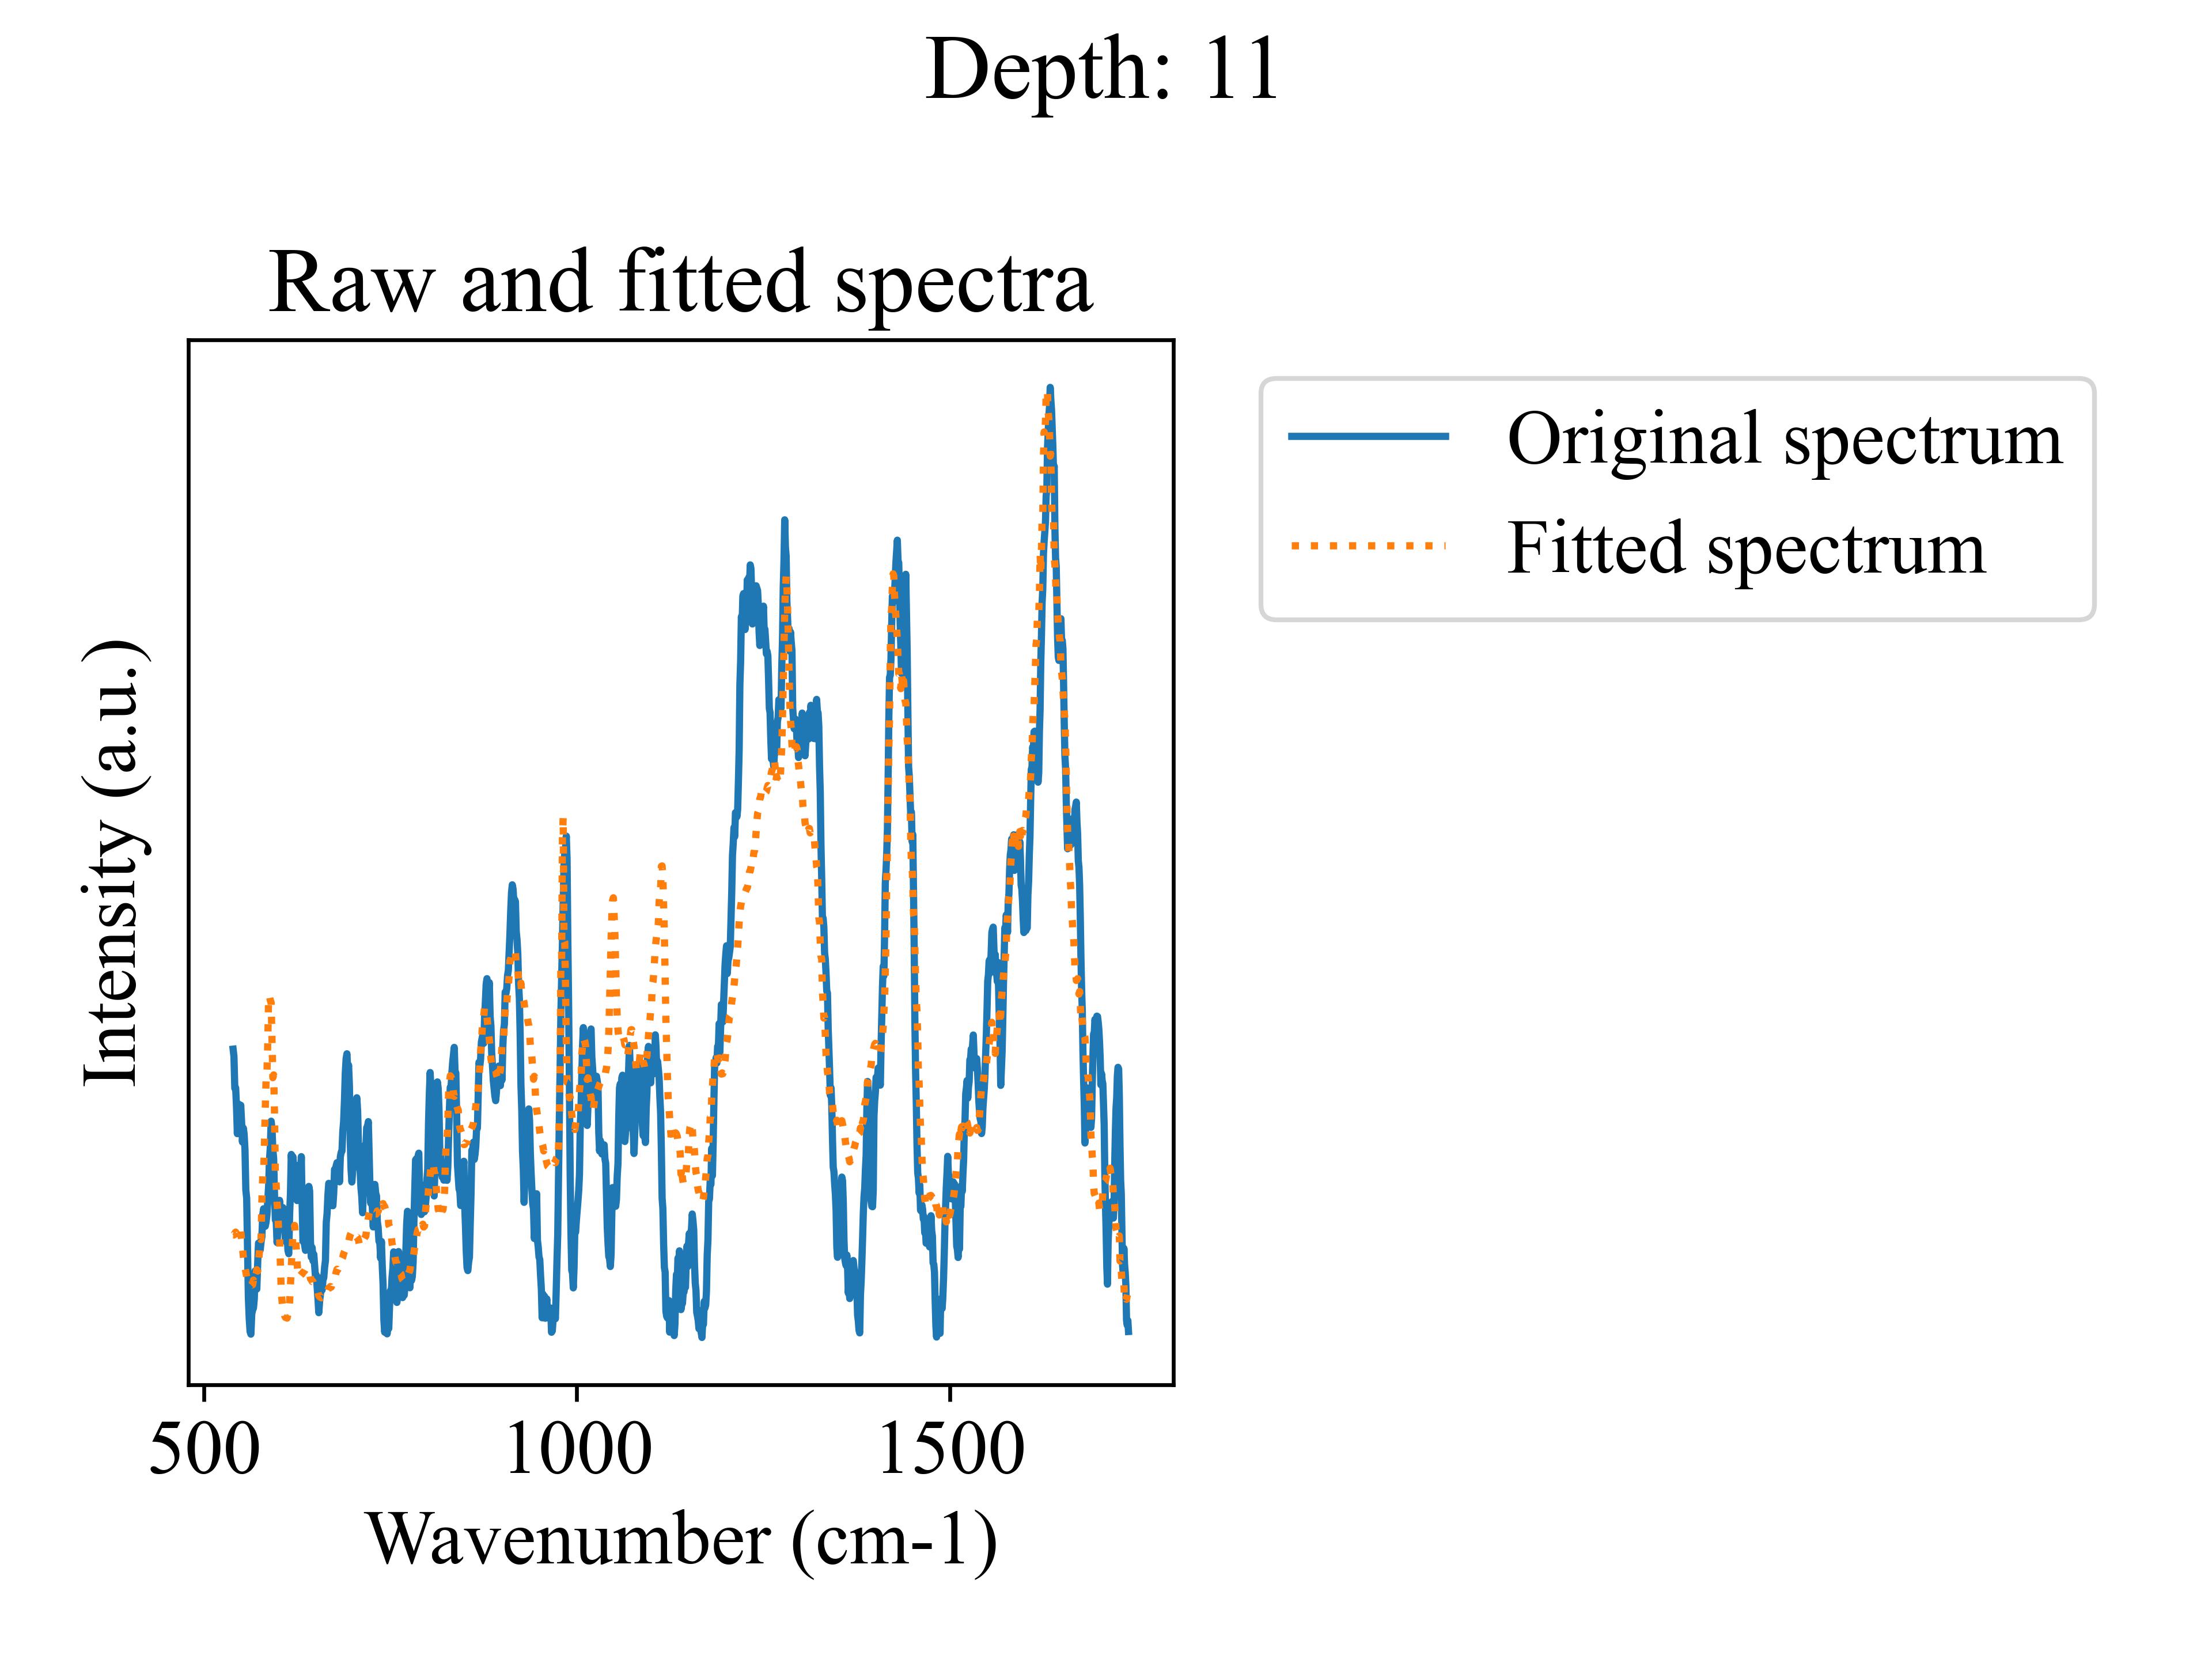 Depth: 11
Raw and fitted spectra
Original spectrum
Fitted spectrum
Intensity (a.u.)
500 1000 1500
Wavenumber (cm-1)